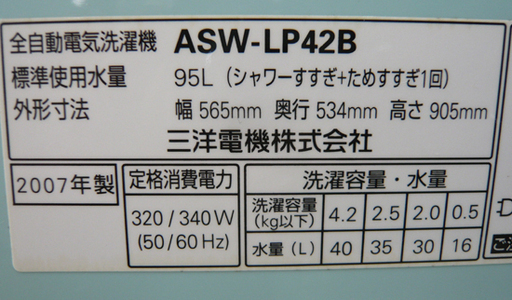 全自動電気洗濯機 ASW-LP42B
標準使用水量 95L (シャワーすすぎ+ためすすぎ1回)
外形寸法 幅 565mm 奥行 534mm 高さ 905mm
三洋電機株式会社
2007年製
定格消費電力
320/340W
(50/60Hz)
洗濯容量・水量
洗濯容量(kg以下) 4.2 2.5 2.0 0.5
水量(L) 40 35 30 16